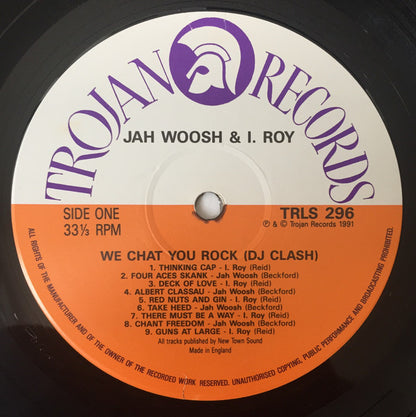 TROJAN RECORDS
JAH WOOSH & I. ROY
SIDE ONE
33⅓ RPM
TRLS 296
℗ & © Trojan Records 1991
WE CHAT YOU ROCK (DJ CLASH)
1. THINKING CAP - I. Roy (Reid)
2. FOUR ACES SKANK - Jah Woosh (Beckford)
3. DECK OF LOVE - I. Roy (Reid)
4. ALBERT CLASSAU - Jah Woosh (Beckford)
5. RED NUTS AND GIN - I. Roy (Reid)
6. TAKE HEED - Jah Woosh (Beckford)
7. THERE MUST BE A WAY - I. Roy (Reid)
8. CHANT FREEDOM - Jah Woosh (Beckford)
9. GUNS AT LARGE - I. Roy (Reid)
All tracks published by New Town Sound
Made in England
ALL RIGHTS OF THE MANUFACTURER AND OF THE OWNER OF THE RECORDED WORK RESERVED. UNAUTHORISED COPYING, PUBLIC PERFORMANCE AND BROADCASTING PROHIBITED.